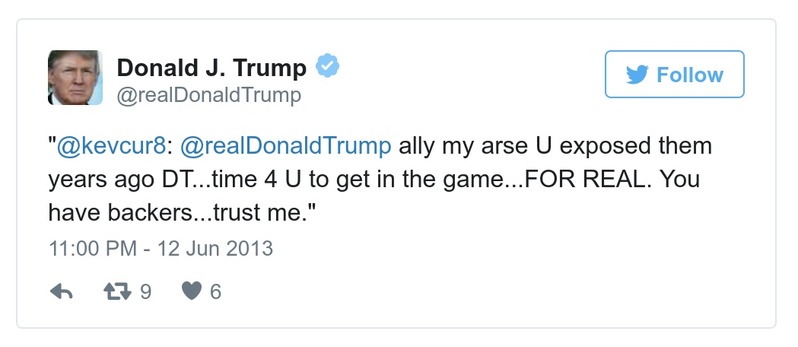 Donald J. Trump
@realDonaldTrump
Follow
"@kevcur8: @realDonaldTrump ally my arse U exposed them
years ago DT...time 4 U to get in the game...FOR REAL. You
have backers...trust me."
11:00 PM - 12 Jun 2013
9 6